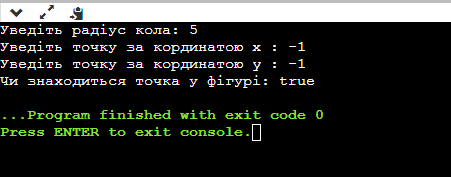 Уведіть радіус кола: 5
Уведіть точку за кординатою x : -1
Уведіть точку за кординатою y : -1
Чи знаходиться точка у фігурі: true
...Program finished with exit code 0
Press ENTER to exit console.